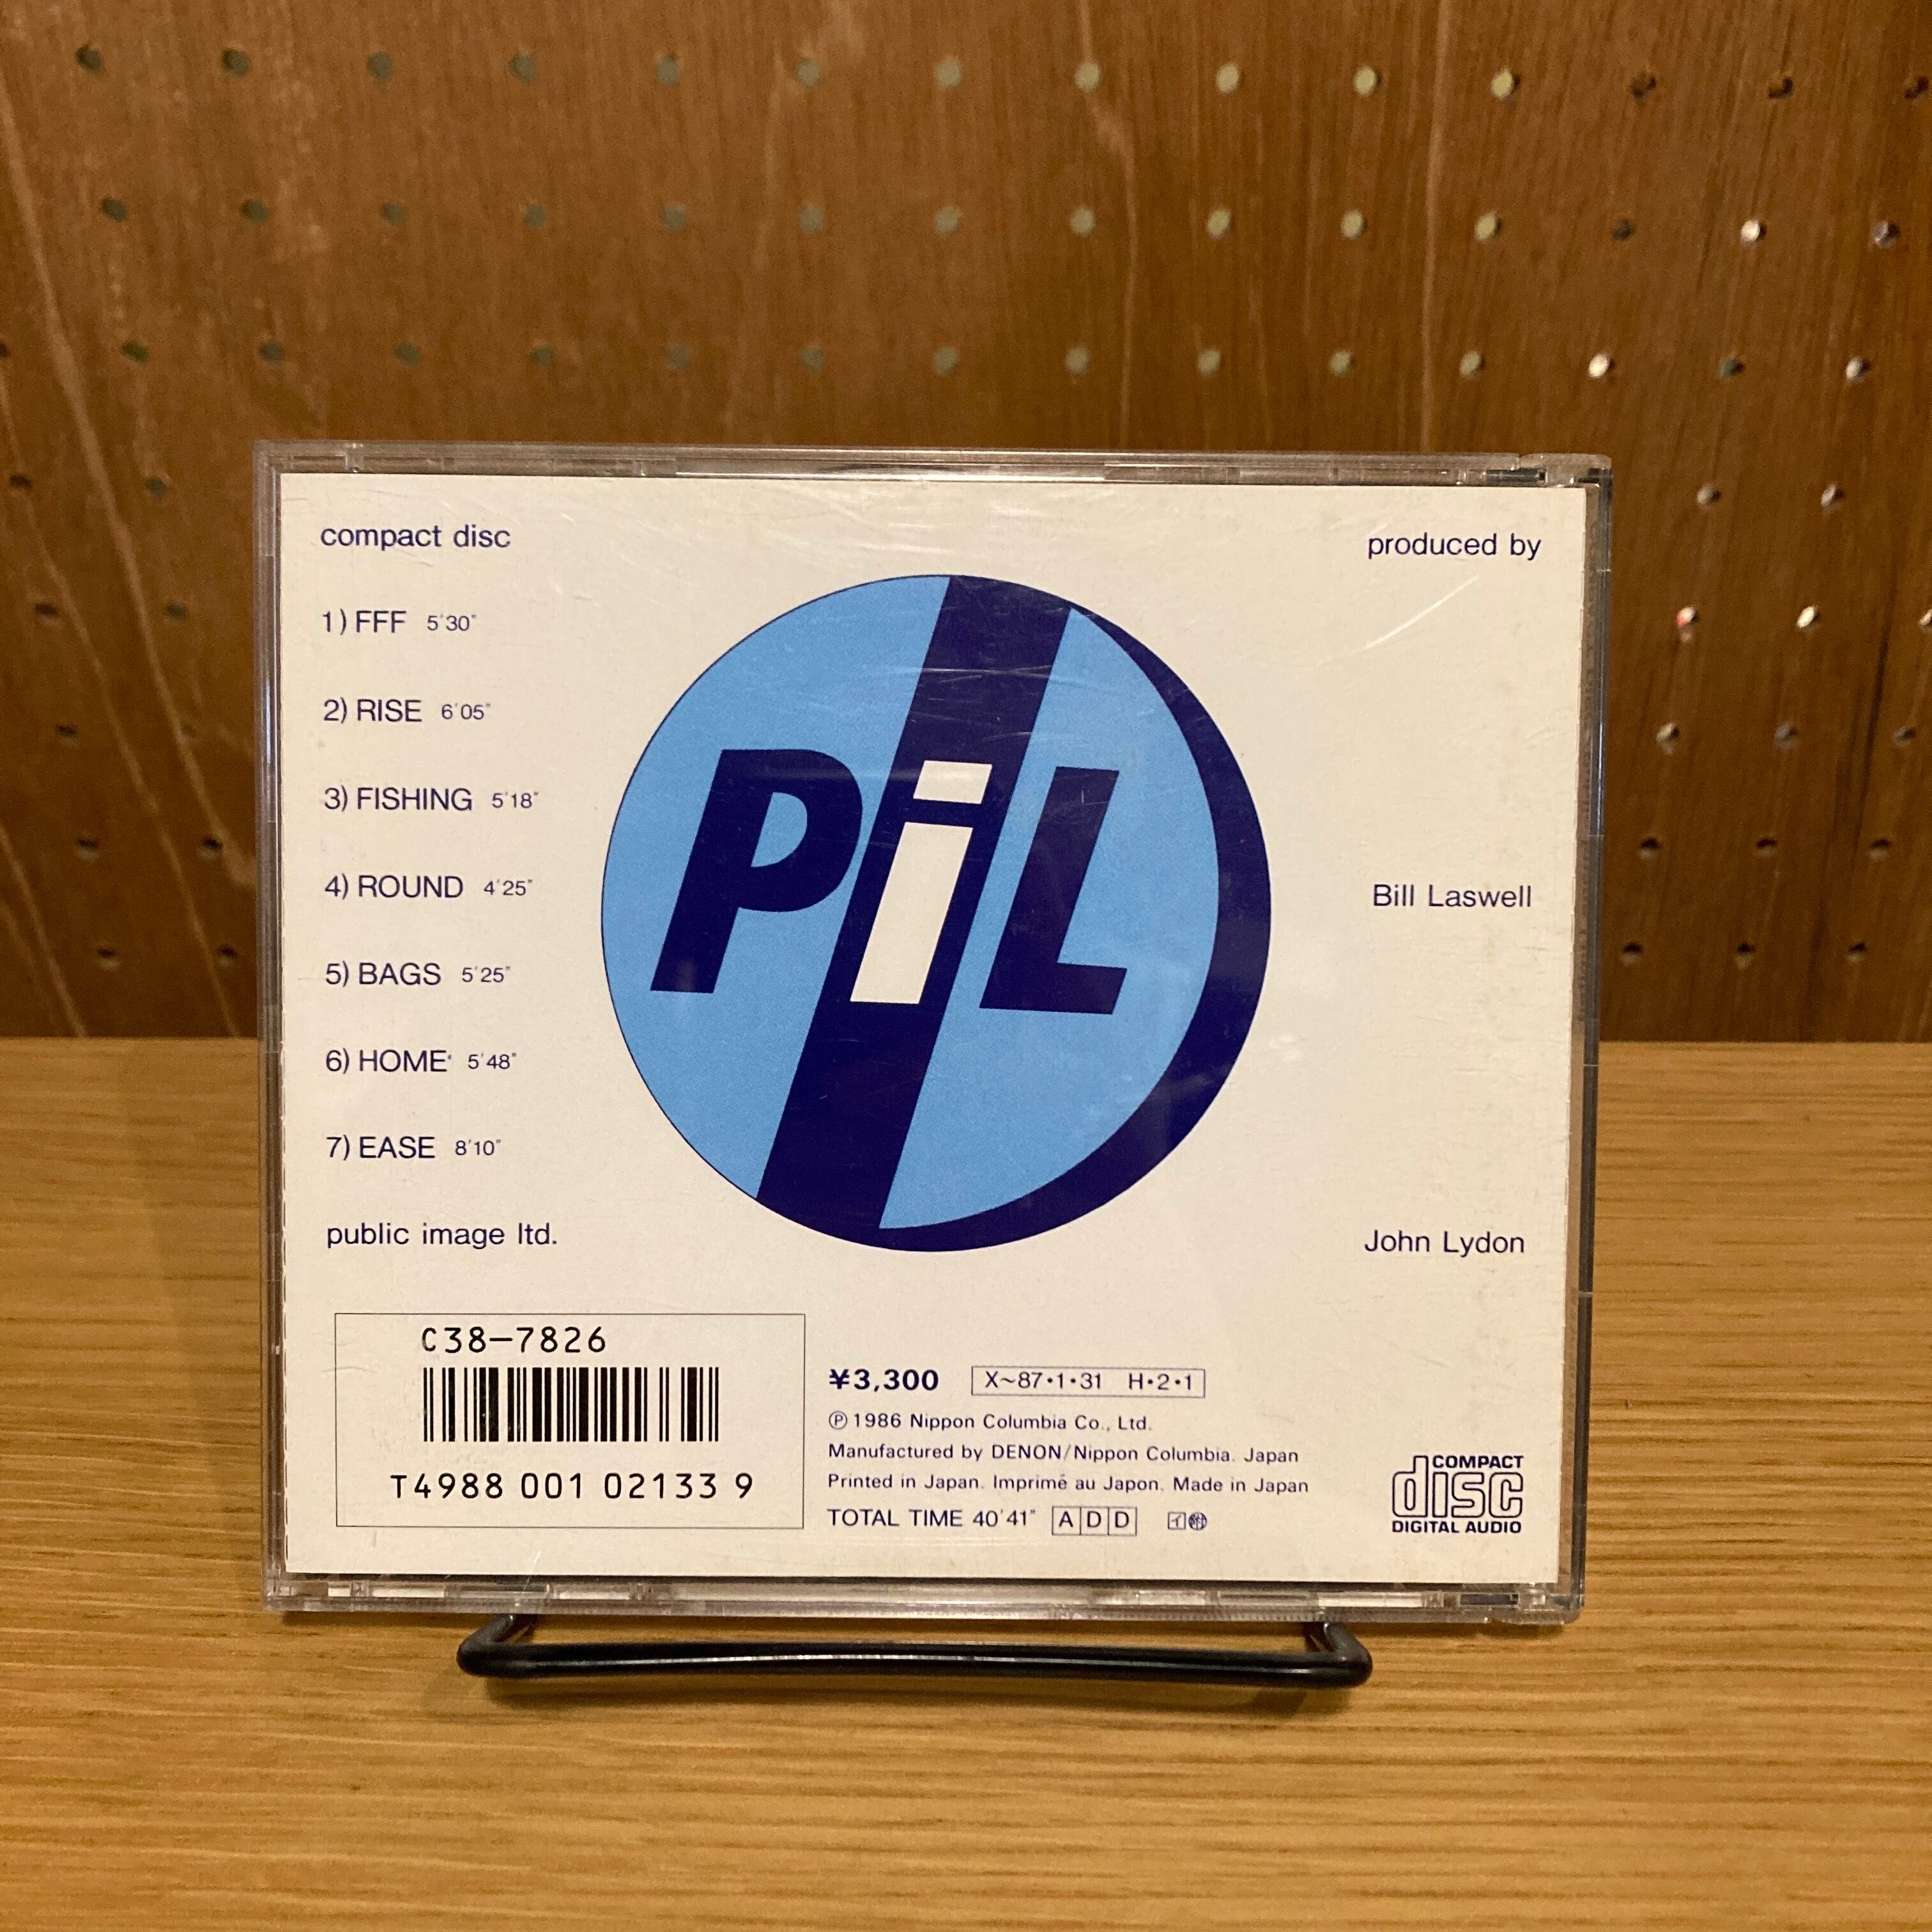 compact disc
produced by
1) FFF 5'30"
2) RISE 6'05"
3) FISHING 5'18"
4) ROUND 4'25"
5) BAGS 5'25"
6) HOME 5'48"
7) EASE 8'10"
public image ltd.
PiL
Bill Laswell
John Lydon
C38-7826
T4988 001 02133 9
¥3,300 X~87・1・31 H・2・1
Ⓟ 1986 Nippon Columbia Co., Ltd.
Manufactured by DENON/Nippon Columbia. Japan
Printed in Japan. Imprimé au Japon. Made in Japan
TOTAL TIME 40'41" A D D
COMPACT
disc
DIGITAL AUDIO